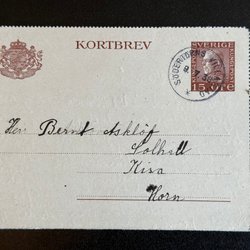 KORTBREV
SVERIGE
15 ÖRE
Herr Bernt Asklöf
Solhill
Kisa
Horn